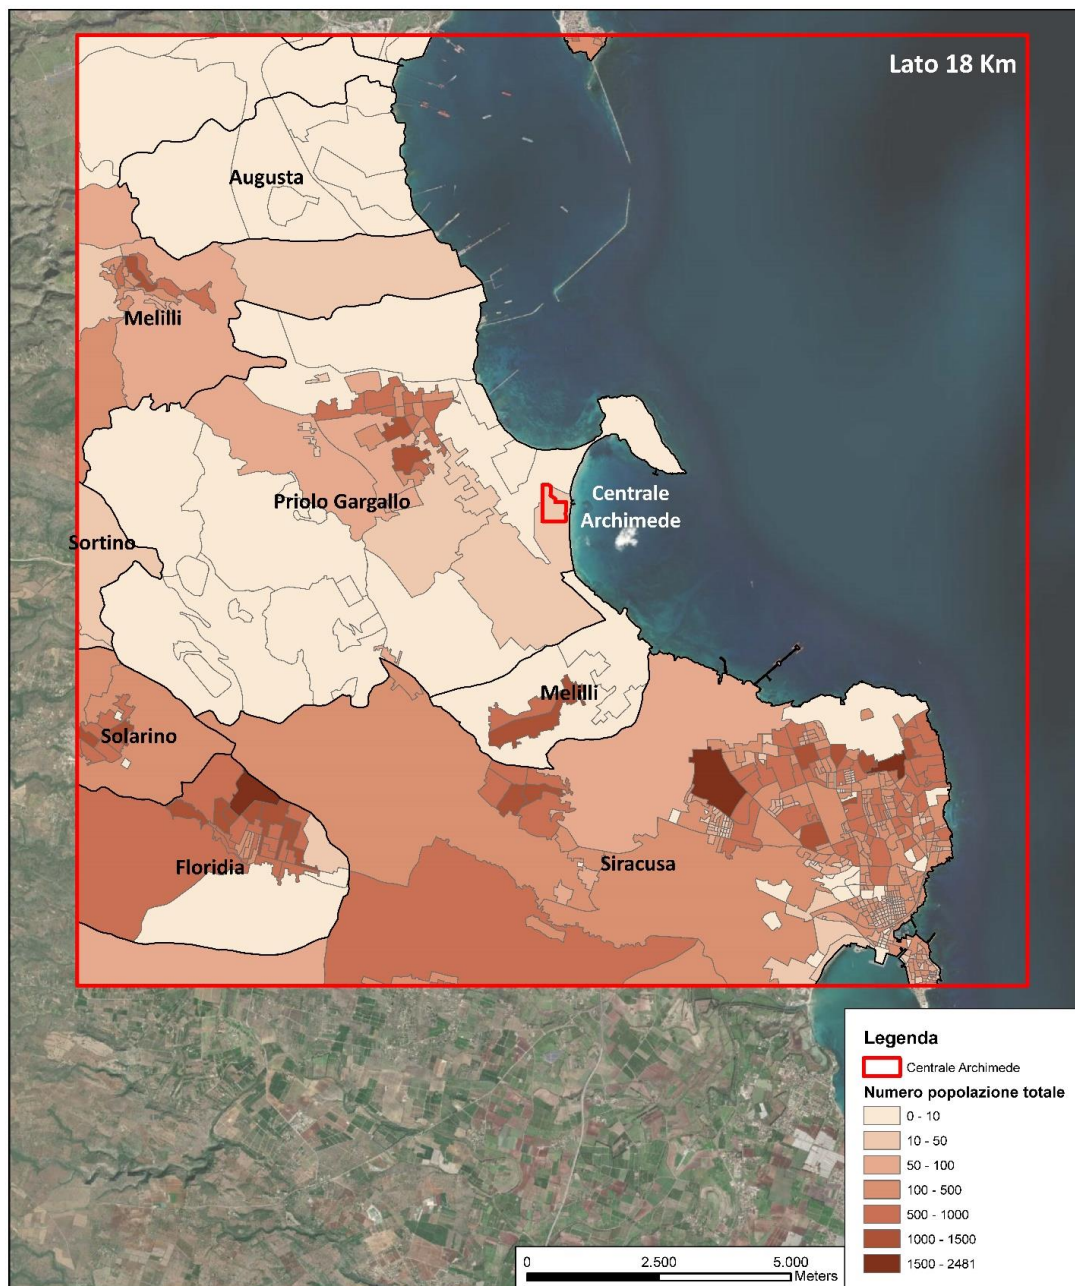 Lato 18 Km
Augusta
Melilli
Centrale
Archimede
Priolo Gargallo
Sortino
Melilli
Solarino
Siracusa
Floridia
Legenda
Centrale Archimede
Numero popolazione totale
0 - 10
10 - 50
50 - 100
100 - 500
500 - 1000
1000 - 1500
1500 - 2481
0 2.500 5.000
Meters